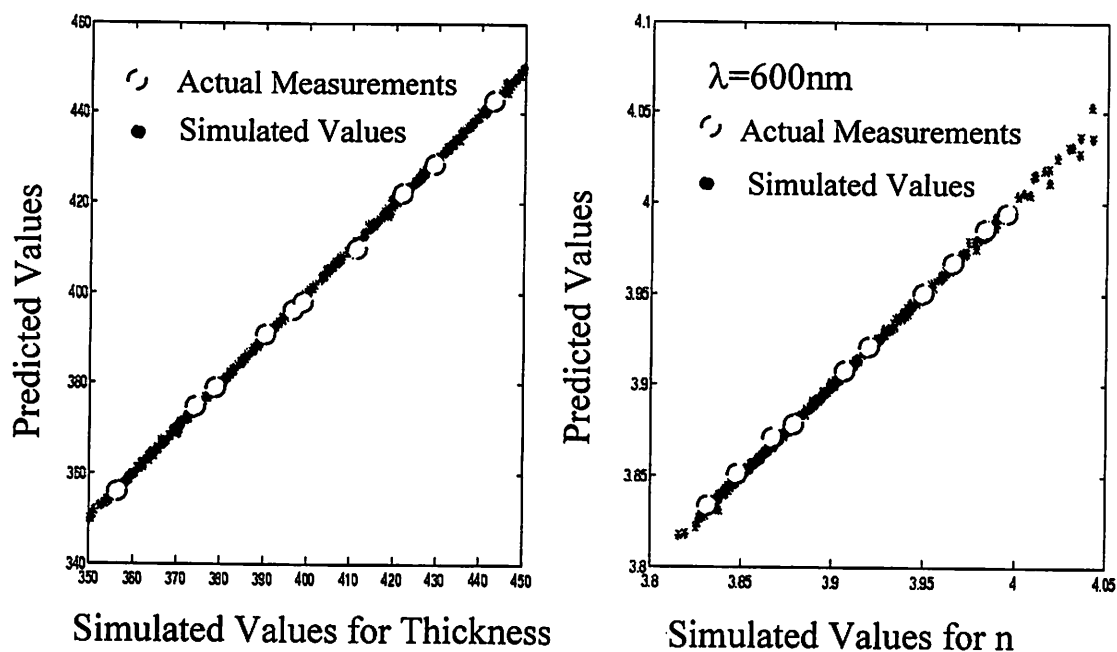 460
440
420
400
380
360
340
350 360 370 380 390 400 410 420 430 440 450
Actual Measurements
Simulated Values
Predicted Values
Simulated Values for Thickness
4.1
4.05
4
3.95
3.9
3.85
3.8
3.8 3.85 3.9 3.95 4 4.05
λ=600nm
Actual Measurements
Simulated Values
Predicted Values
Simulated Values for n